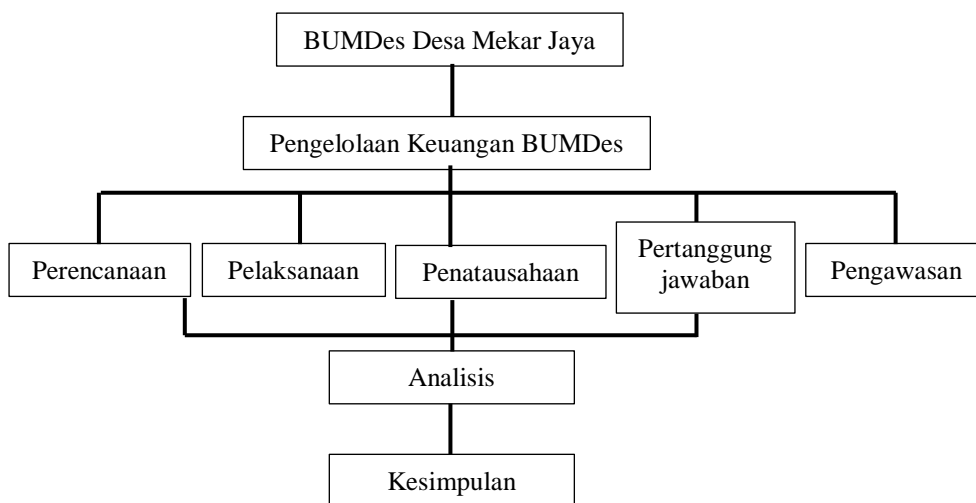 BUMDes Desa Mekar Jaya
Pengelolaan Keuangan BUMDes
Perencanaan
Pelaksanaan
Penatausahaan
Pertanggung
jawaban
Pengawasan
Analisis
Kesimpulan